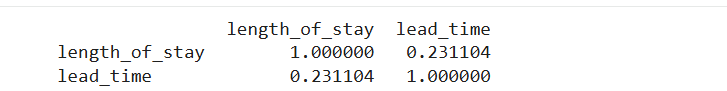 length_of_stay lead_time
length_of_stay 1.000000 0.231104
lead_time 0.231104 1.000000